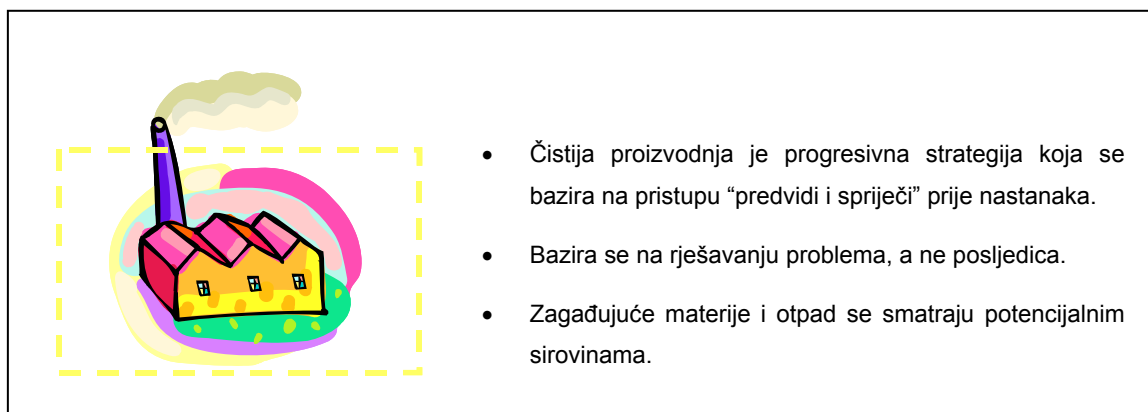 • Čistija proizvodnja je progresivna strategija koja se
bazira na pristupu “predvidi i spriječi” prije nastanaka.
• Bazira se na rješavanju problema, a ne posljedica.
• Zagađujuće materije i otpad se smatraju potencijalnim
sirovinama.